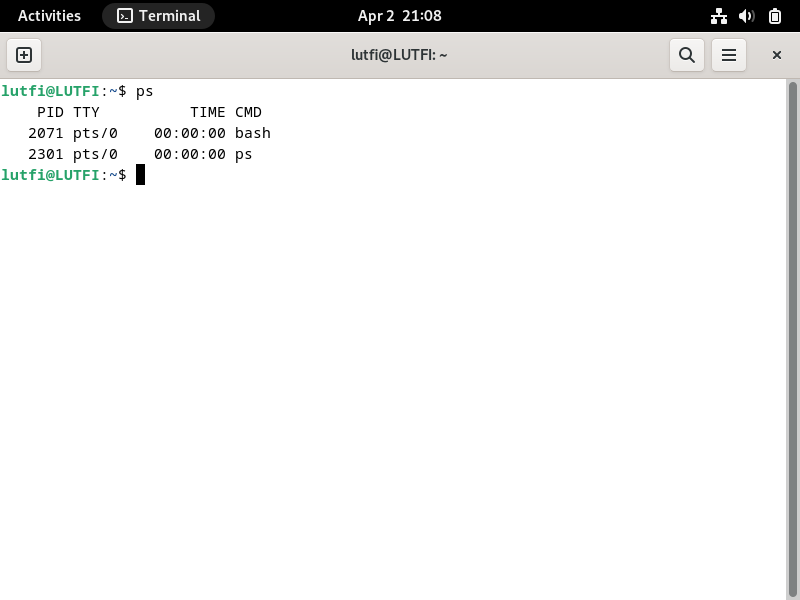 Activities Terminal Apr 2 21:08
lutfi@LUTFI: ~
lutfi@LUTFI:~$ ps
    PID TTY          TIME CMD
   2071 pts/0    00:00:00 bash
   2301 pts/0    00:00:00 ps
lutfi@LUTFI:~$